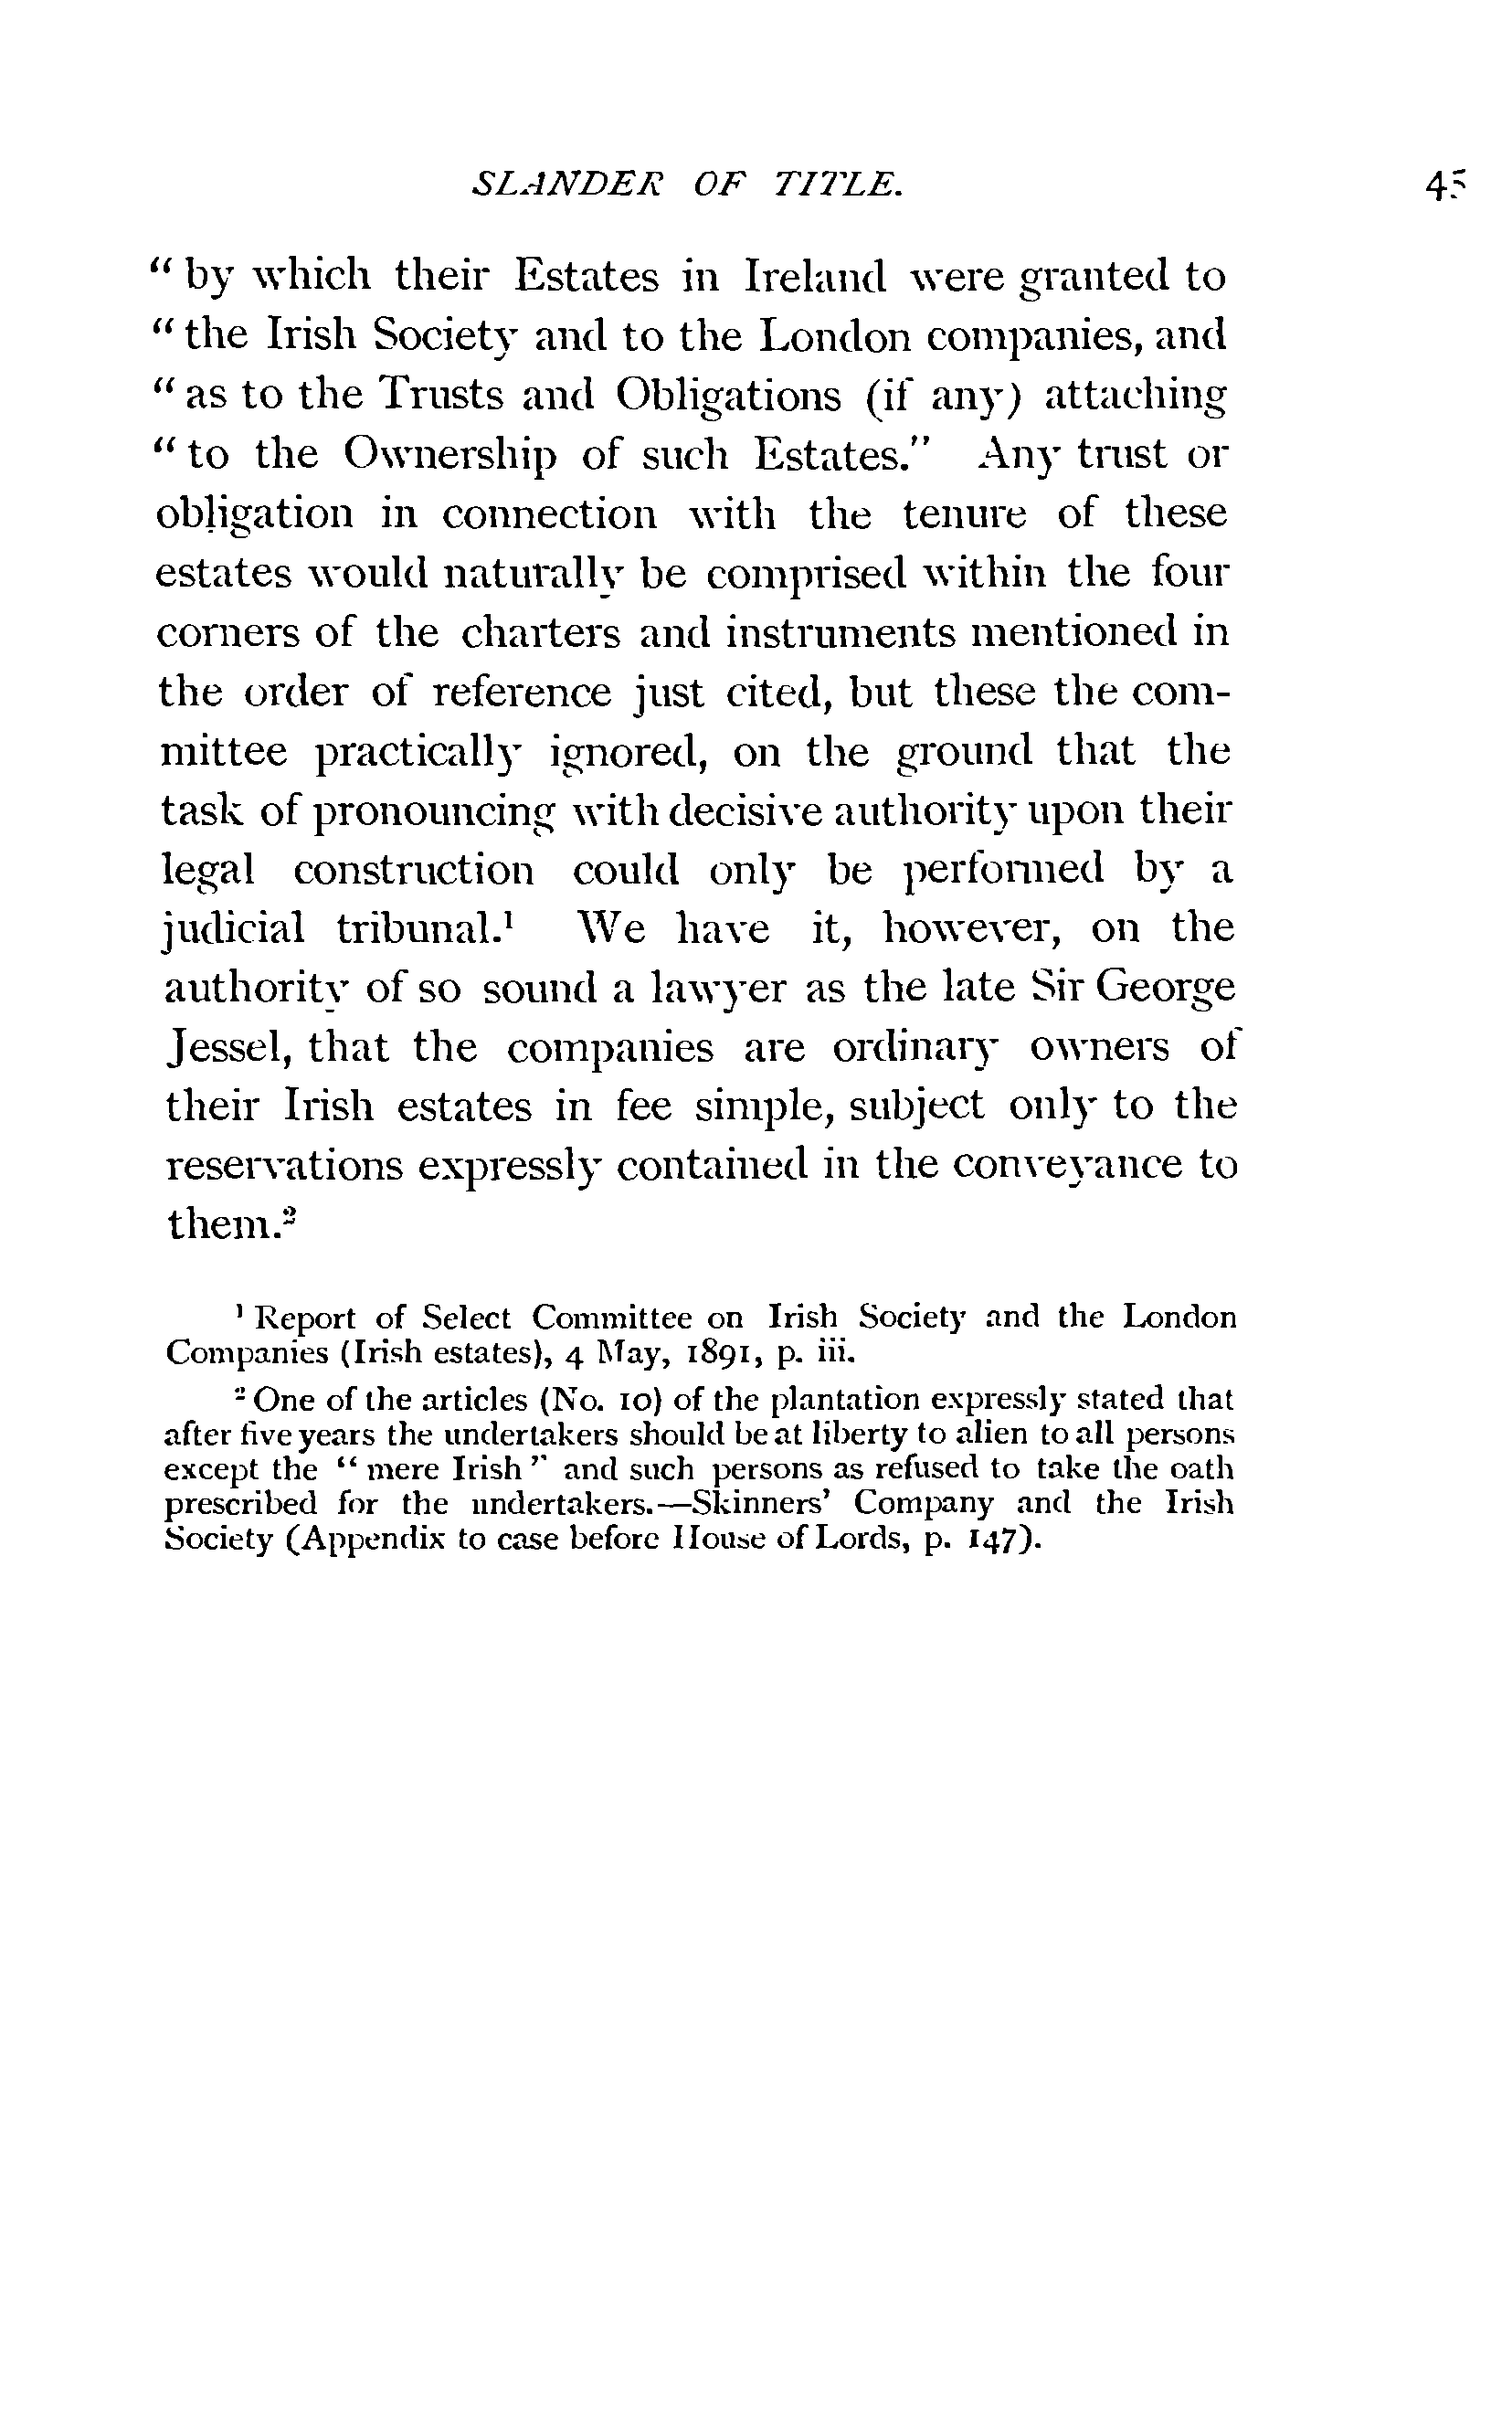 SLANDER OF TITLE. 45
“ by which their Estates in Ireland were granted to
“ the Irish Society and to the London companies, and
“ as to the Trusts and Obligations (if any) attaching
“ to the Ownership of such Estates.” Any trust or
obligation in connection with the tenure of these
estates would naturally be comprised within the four
corners of the charters and instruments mentioned in
the order of reference just cited, but these the com-
mittee practically ignored, on the ground that the
task of pronouncing with decisive authority upon their
legal construction could only be performed by a
judicial tribunal.¹ We have it, however, on the
authority of so sound a lawyer as the late Sir George
Jessel, that the companies are ordinary owners of
their Irish estates in fee simple, subject only to the
reservations expressly contained in the conveyance to
them.²
¹ Report of Select Committee on Irish Society and the London
Companies (Irish estates), 4 May, 1891, p. iii.
² One of the articles (No. 10) of the plantation expressly stated that
after five years the undertakers should be at liberty to alien to all persons
except the “ mere Irish ” and such persons as refused to take the oath
prescribed for the undertakers.—Skinners’ Company and the Irish
Society (Appendix to case before House of Lords, p. 147).